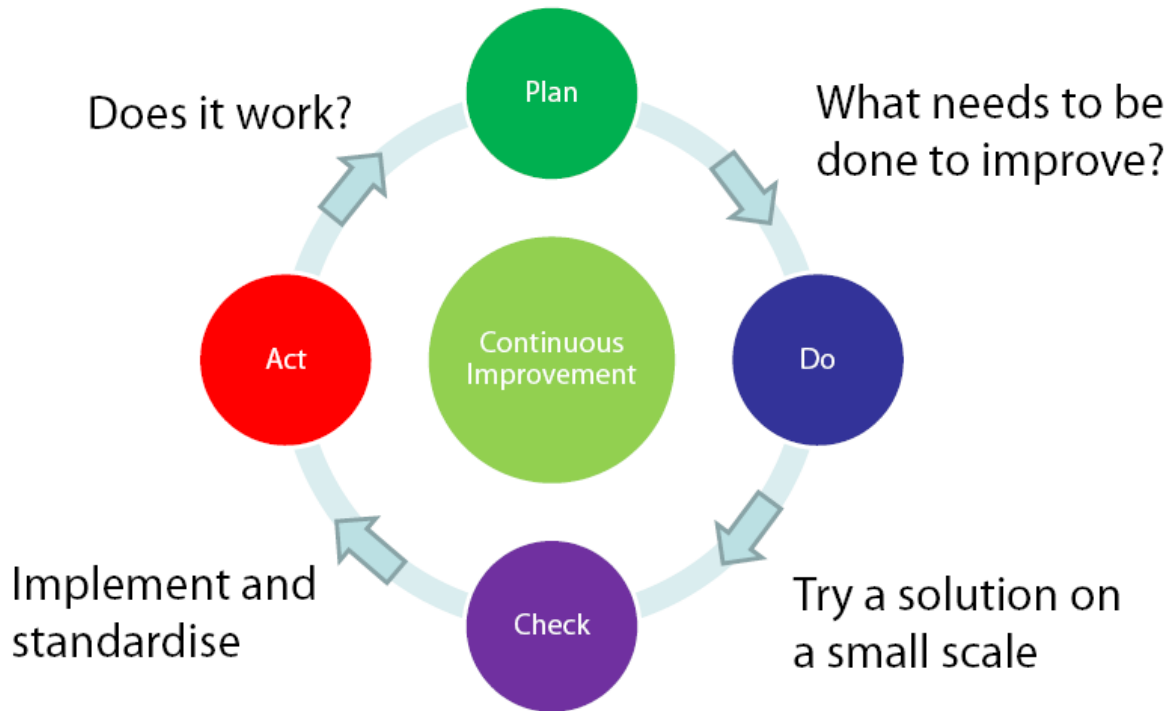 Plan
Does it work?
What needs to be
done to improve?
Act
Continuous
Improvement
Do
Implement and
standardise
Check
Try a solution on
a small scale